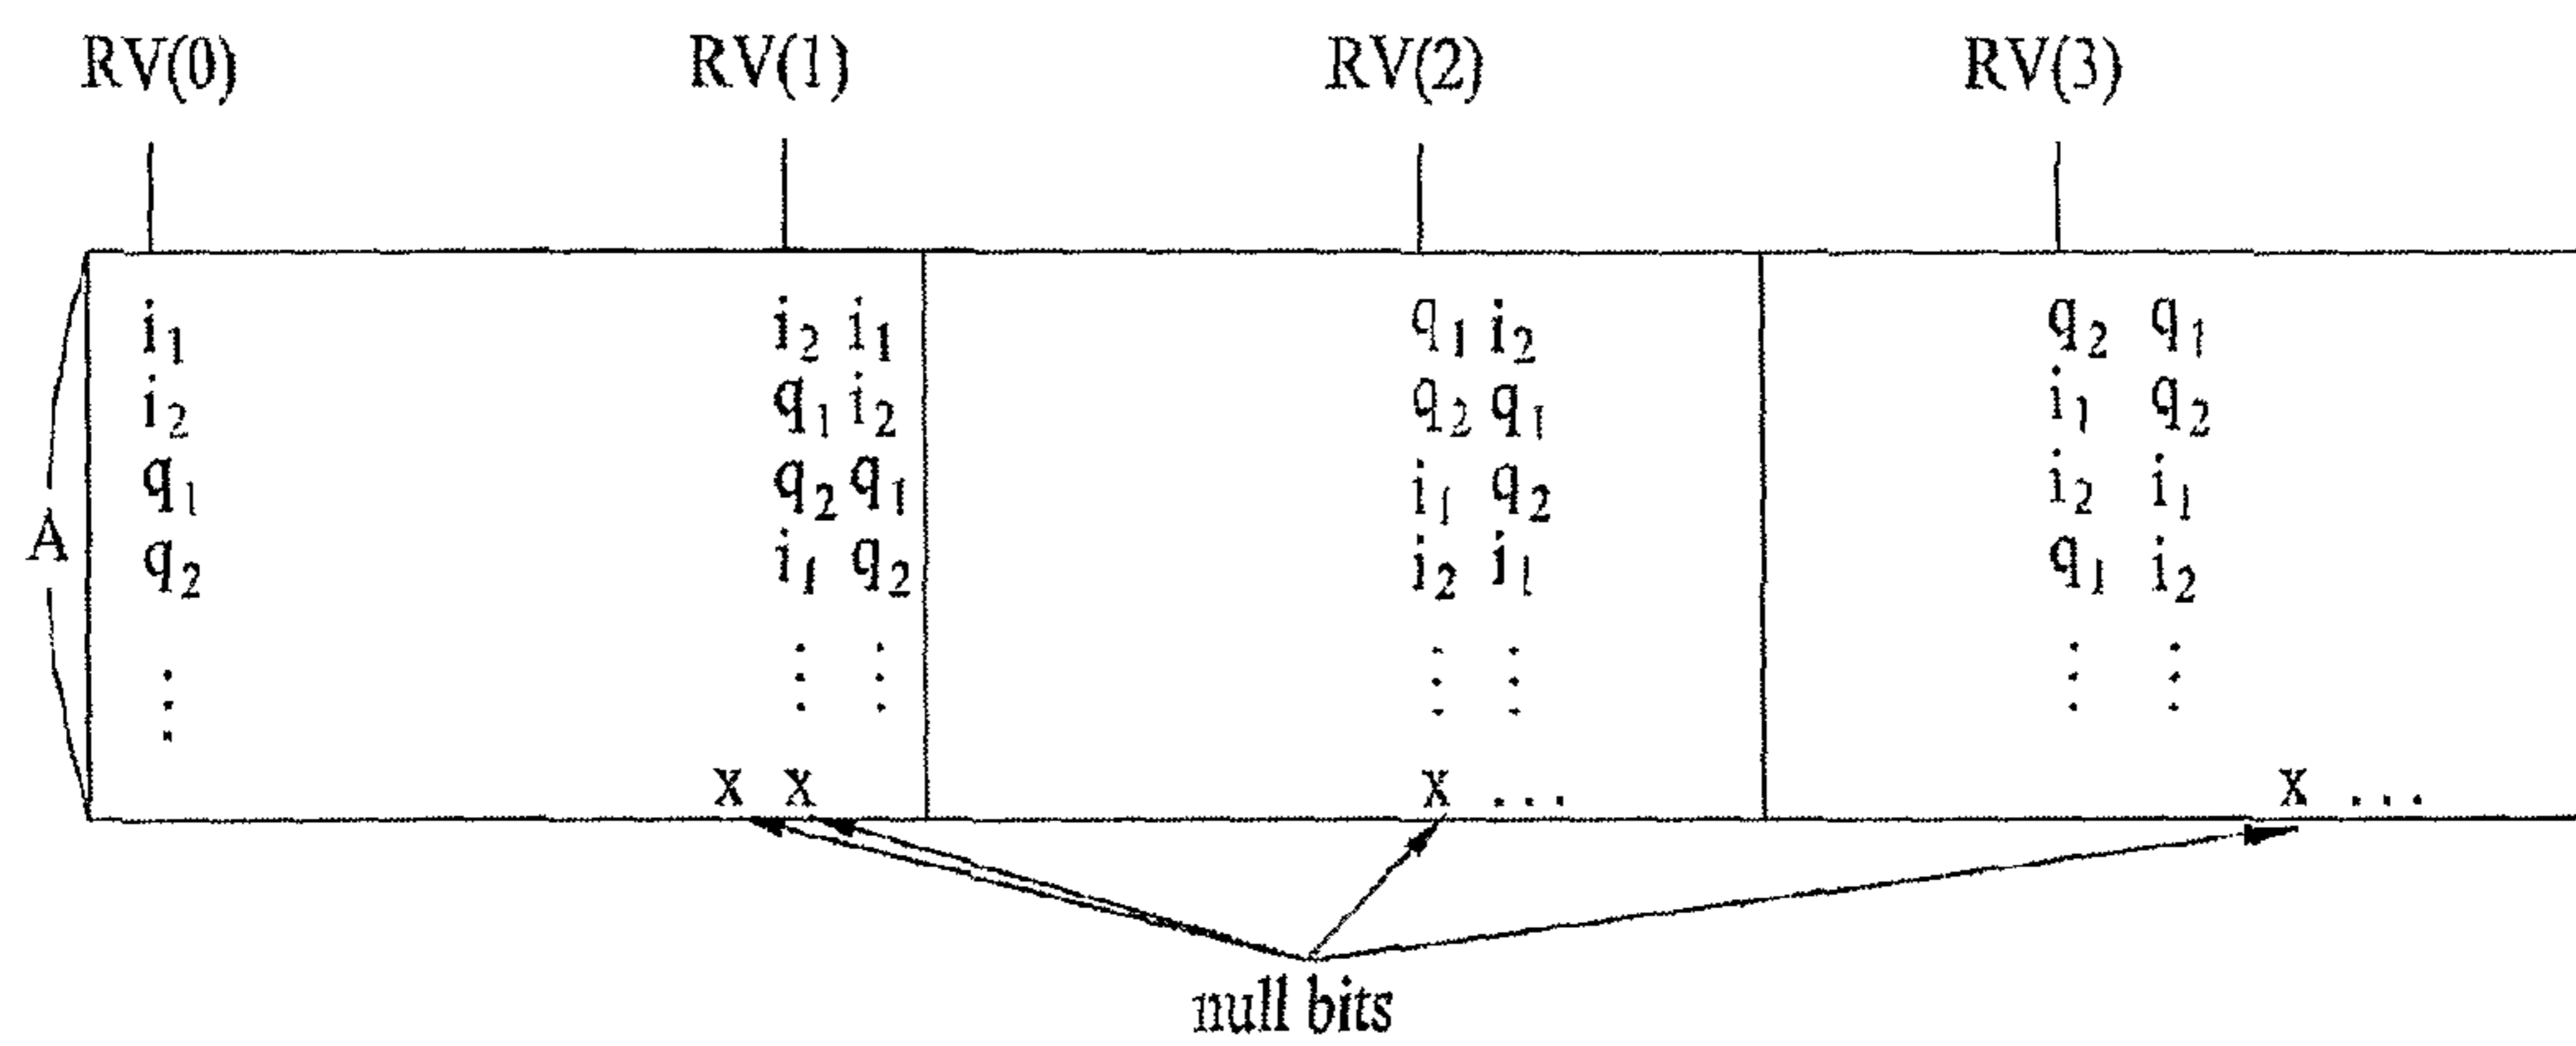 RV(0) RV(1) RV(2) RV(3)
i₁ i₂ i₁ q₁ i₂ q₂ q₁
i₂ q₁ i₂ q₂ q₁ i₁ q₂
q₁ q₂ q₁ i₁ q₂ i₂ i₁
A
q₂ i₁ q₂ i₂ i₁ q₁ i₂
X X X ... X ...
null bits